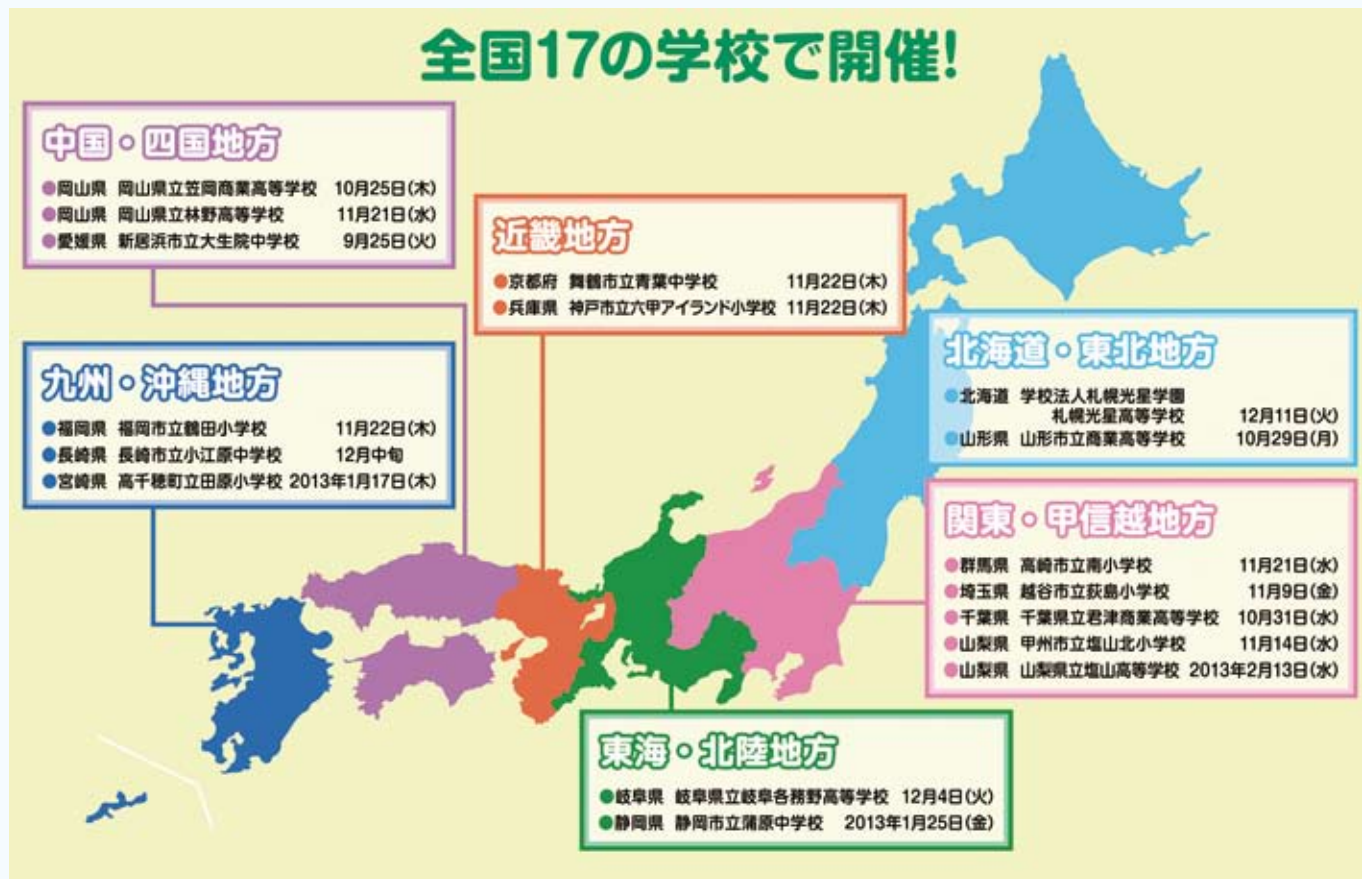 全国17の学校で開催!
中国・四国地方
●岡山県 岡山県立笠岡商業高等学校 10月25日(木)
●岡山県 岡山県立林野高等学校 11月21日(水)
●愛媛県 新居浜市立大生院中学校 9月25日(火)
近畿地方
●京都府 舞鶴市立青葉中学校 11月22日(木)
●兵庫県 神戸市立六甲アイランド小学校 11月22日(木)
北海道・東北地方
●北海道 学校法人札幌光星学園
札幌光星高等学校 12月11日(火)
●山形県 山形市立商業高等学校 10月29日(月)
九州・沖縄地方
●福岡県 福岡市立鶴田小学校 11月22日(木)
●長崎県 長崎市立小江原中学校 12月中旬
●宮崎県 高千穂町立田原小学校 2013年1月17日(木)
関東・甲信越地方
●群馬県 高崎市立南小学校 11月21日(水)
●埼玉県 越谷市立荻島小学校 11月9日(金)
●千葉県 千葉県立君津商業高等学校 10月31日(水)
●山梨県 甲州市立塩山北小学校 11月14日(水)
●山梨県 山梨県立塩山高等学校 2013年2月13日(水)
東海・北陸地方
●岐阜県 岐阜県立岐阜各務野高等学校 12月4日(火)
●静岡県 静岡市立蒲原中学校 2013年1月25日(金)